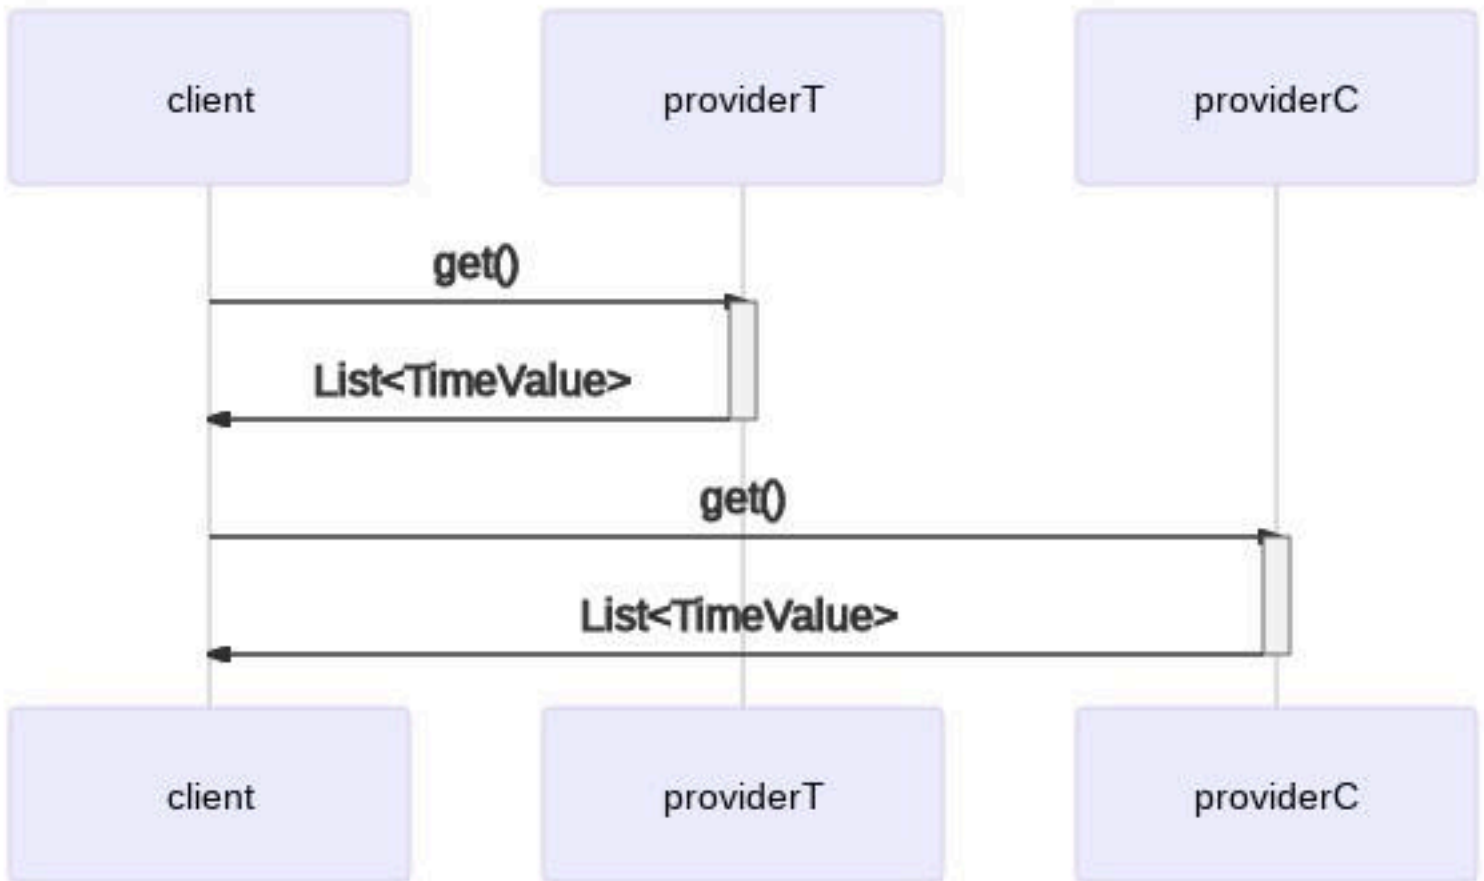 client
providerT
providerC
get()
List<TimeValue>
get()
List<TimeValue>
client
providerT
providerC